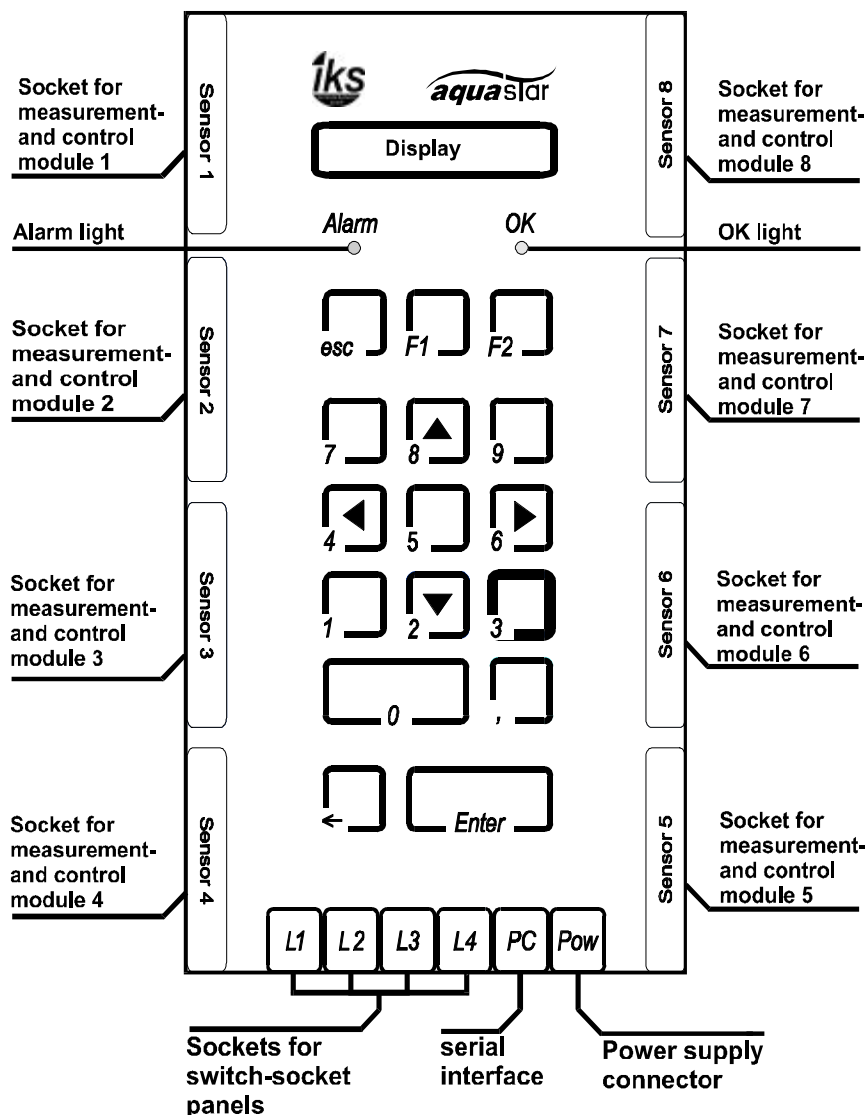 iks
aquastar
Display
Socket for
measurement-
and control
module 1
Sensor 1
Sensor 8
Socket for
measurement-
and control
module 8
Alarm light
Alarm
OK
OK light
Socket for
measurement-
and control
module 2
Sensor 2
esc
F1
F2
7
8
9
Sensor 7
Socket for
measurement-
and control
module 7
4
5
6
Socket for
measurement-
and control
module 3
Sensor 3
1
2
3
0
,
Sensor 6
Socket for
measurement-
and control
module 6
Socket for
measurement-
and control
module 4
Sensor 4
←
Enter
Sensor 5
Socket for
measurement-
and control
module 5
L1
L2
L3
L4
PC
Pow
Sockets for
switch-socket
panels
serial
interface
Power supply
connector